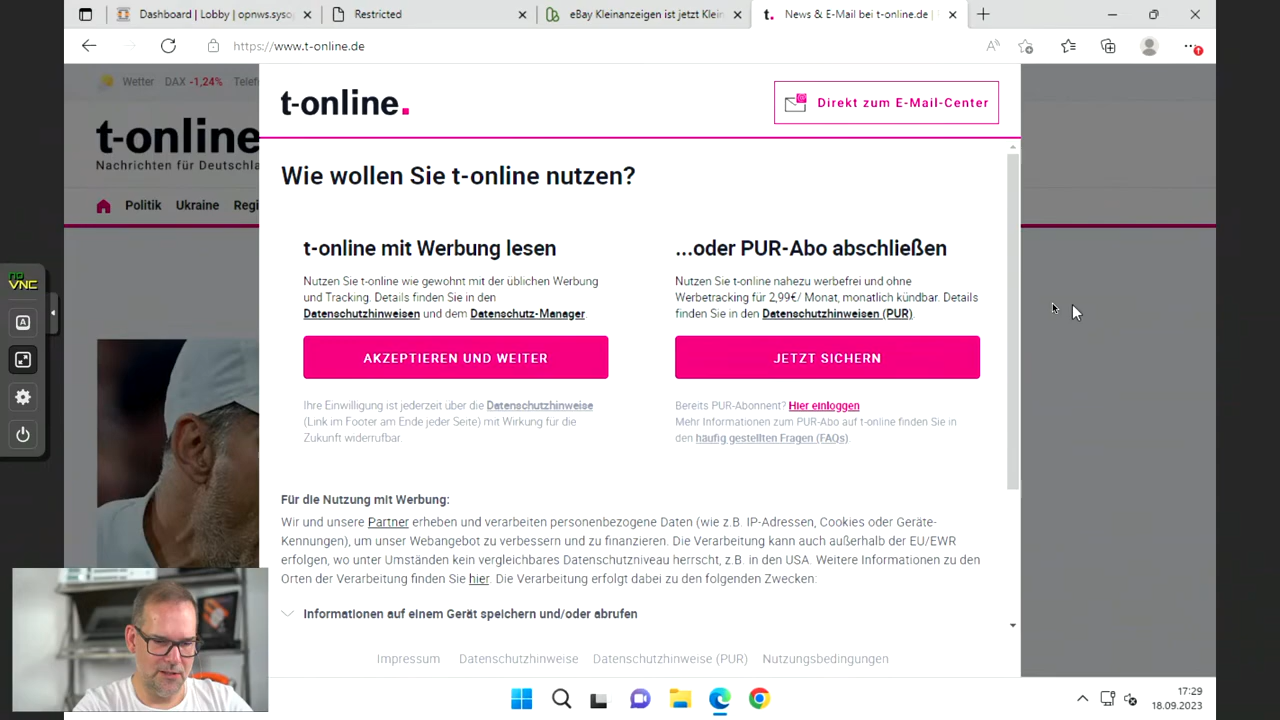 Dashboard | Lobby | opnws.syso
Restricted
eBay Kleinanzeigen ist jetzt Klein
t. News & E-Mail bei t-online.de |
https://www.t-online.de
Wetter DAX -1,24% Telef
t-online
Nachrichten für Deutschla
Politik Ukraine Regi
t-online.
Direkt zum E-Mail-Center
Wie wollen Sie t-online nutzen?
t-online mit Werbung lesen
Nutzen Sie t-online wie gewohnt mit der üblichen Werbung
und Tracking. Details finden Sie in den
Datenschutzhinweisen und dem Datenschutz-Manager.
AKZEPTIEREN UND WEITER
Ihre Einwilligung ist jederzeit über die Datenschutzhinweise
(Link im Footer am Ende jeder Seite) mit Wirkung für die
Zukunft widerrufbar.
...oder PUR-Abo abschließen
Nutzen Sie t-online nahezu werbefrei und ohne
Werbetracking für 2,99€/ Monat, monatlich kündbar. Details
finden Sie in den Datenschutzhinweisen (PUR).
JETZT SICHERN
Bereits PUR-Abonnent? Hier einloggen
Mehr Informationen zum PUR-Abo auf t-online finden Sie in
den häufig gestellten Fragen (FAQs).
Für die Nutzung mit Werbung:
Wir und unsere Partner erheben und verarbeiten personenbezogene Daten (wie z.B. IP-Adressen, Cookies oder Geräte-
Kennungen), um unser Webangebot zu verbessern und zu finanzieren. Die Verarbeitung kann auch außerhalb der EU/EWR
erfolgen, wo unter Umständen kein vergleichbares Datenschutzniveau herrscht, z.B. in den USA. Weitere Informationen zu den
Orten der Verarbeitung finden Sie hier. Die Verarbeitung erfolgt dabei zu den folgenden Zwecken:
Informationen auf einem Gerät speichern und/oder abrufen
Impressum Datenschutzhinweise Datenschutzhinweise (PUR) Nutzungsbedingungen
no
VNC
A
17:29
18.09.2023